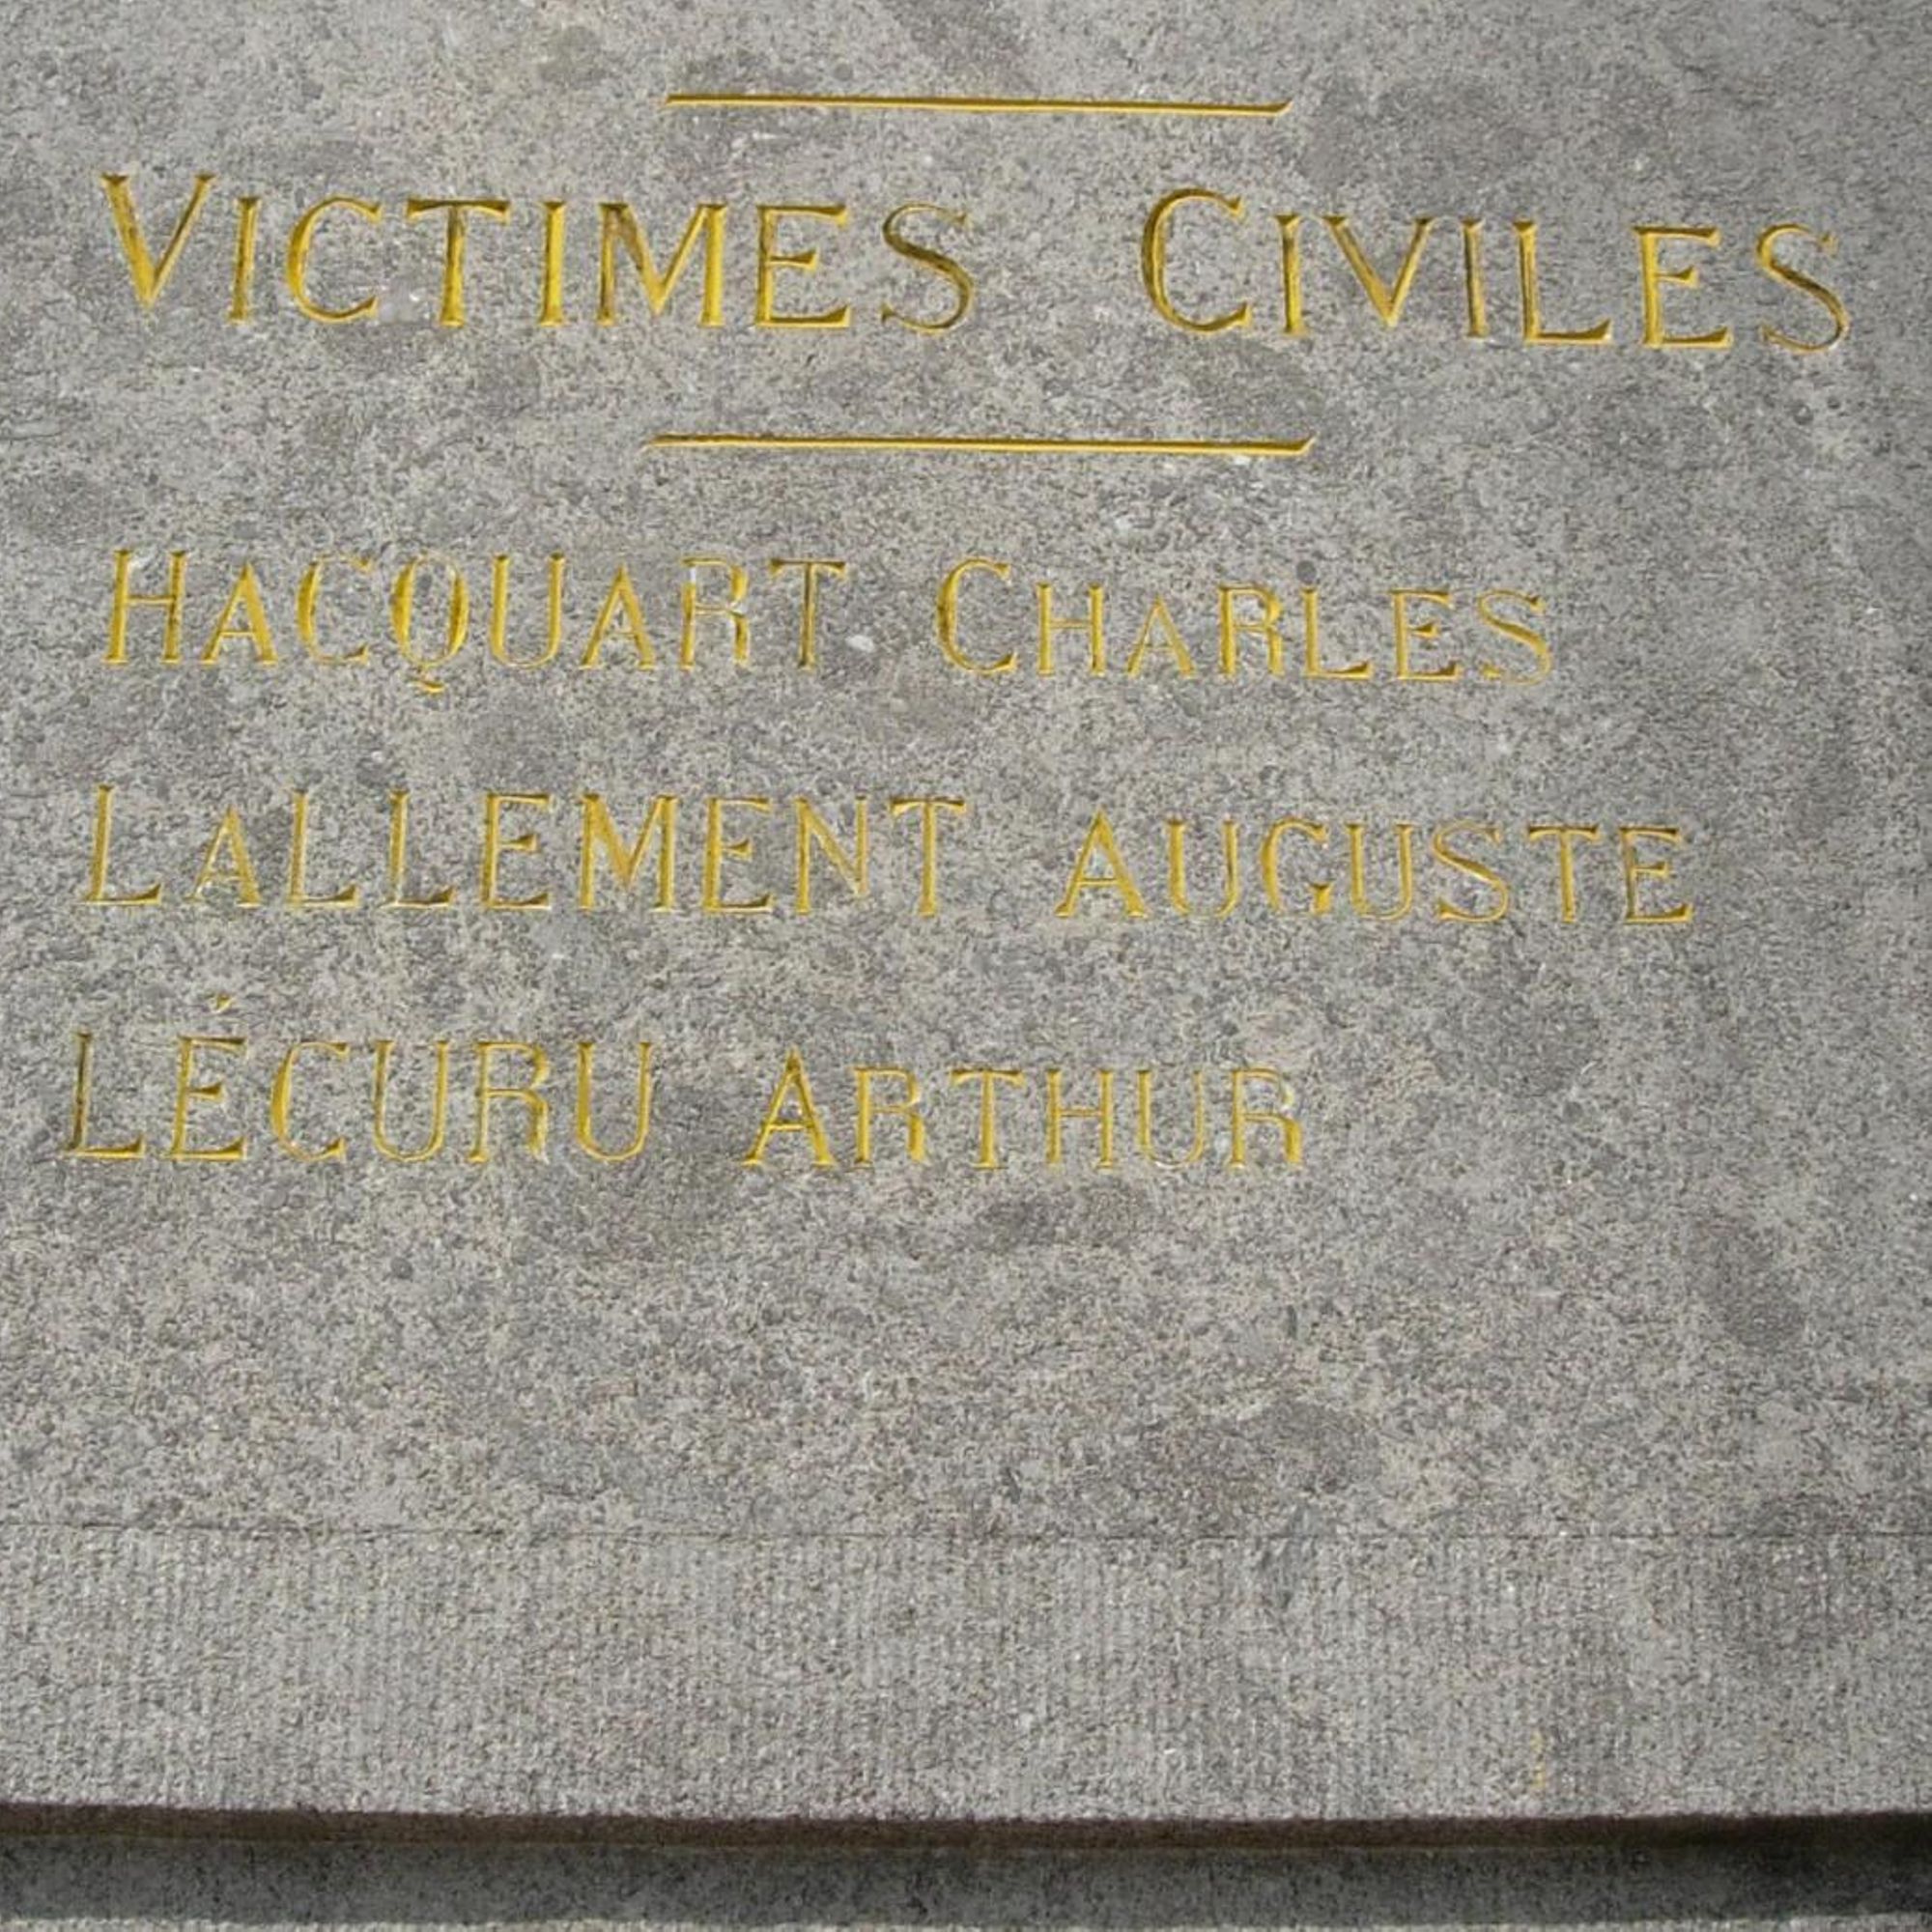 VICTIMES CIVILES
HACQUART CHARLES
LALLEMENT AUGUSTE
LÉCURU ARTHUR